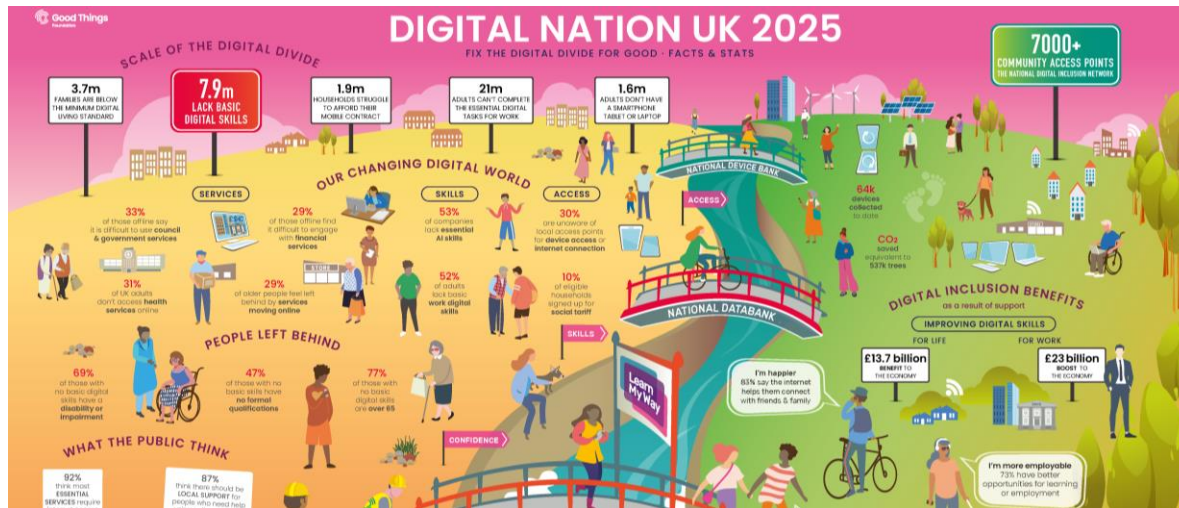 Good Things
Foundation
DIGITAL NATION UK 2025
FIX THE DIGITAL DIVIDE FOR GOOD · FACTS & STATS
SCALE OF THE DIGITAL DIVIDE
3.7m
FAMILIES ARE BELOW
THE MINIMUM DIGITAL
LIVING STANDARD
7.9m
LACK BASIC
DIGITAL SKILLS
1.9m
HOUSEHOLDS STRUGGLE
TO AFFORD THEIR
MOBILE CONTRACT
21m
ADULTS CAN'T COMPLETE
THE ESSENTIAL DIGITAL
TASKS FOR WORK
1.6m
ADULTS DON'T HAVE
A SMARTPHONE
TABLET OR LAPTOP
7000+
COMMUNITY ACCESS POINTS
THE NATIONAL DIGITAL INCLUSION NETWORK
OUR CHANGING DIGITAL WORLD
SERVICES
33%
of those offline say
it is difficult to use council
& government services
29%
of those offline find
it difficult to engage
with financial
services
31%
of UK adults
don't access health
services online
29%
of older people feel left
behind by services
moving online
STORE
SKILLS
53%
of companies
lack essential
AI skills
52%
of adults
lack basic
work digital
skills
ACCESS
30%
are unaware of
local access points
for device access or
internet connection
10%
of eligible
households
signed up for
social tariff
NATIONAL DEVICE BANK
ACCESS
NATIONAL DATABANK
SKILLS
Learn
My Way
CONFIDENCE
64k
devices
collected
to date
CO₂
saved
equivalent to
537k trees
PEOPLE LEFT BEHIND
69%
of those with
no basic digital
skills have a
disability or
impairment
47%
of those with no
basic skills have
no formal
qualifications
77%
of those with
no basic
digital skills
are over 65
WHAT THE PUBLIC THINK
92%
think most
ESSENTIAL
SERVICES require
87%
think there should be
LOCAL SUPPORT for
people who need help
DIGITAL INCLUSION BENEFITS
as a result of support
IMPROVING DIGITAL SKILLS
FOR LIFE
£13.7 billion
BENEFIT TO
THE ECONOMY
FOR WORK
£23 billion
BOOST TO
THE ECONOMY
I'm happier
83% say the internet
helps them connect
with friends & family
I'm more employable
73% have better
opportunities for learning
or employment